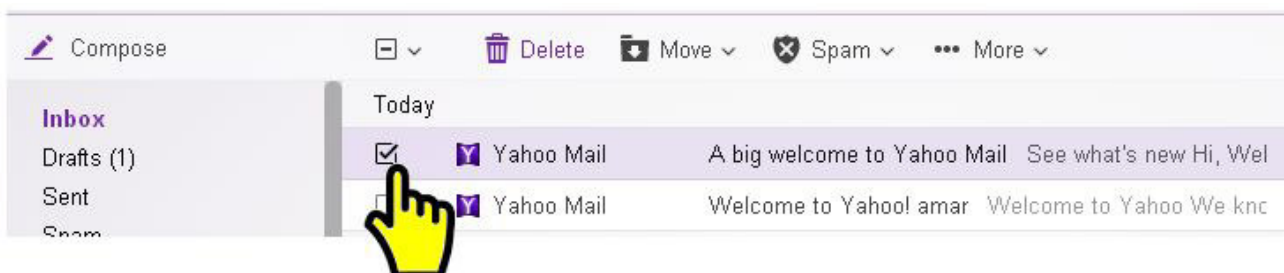 Compose Delete Move Spam ••• More
Inbox
Drafts (1)
Sent
Spam
Today
Yahoo Mail A big welcome to Yahoo Mail See what's new Hi, Wel
Yahoo Mail Welcome to Yahoo! amar Welcome to Yahoo We knc